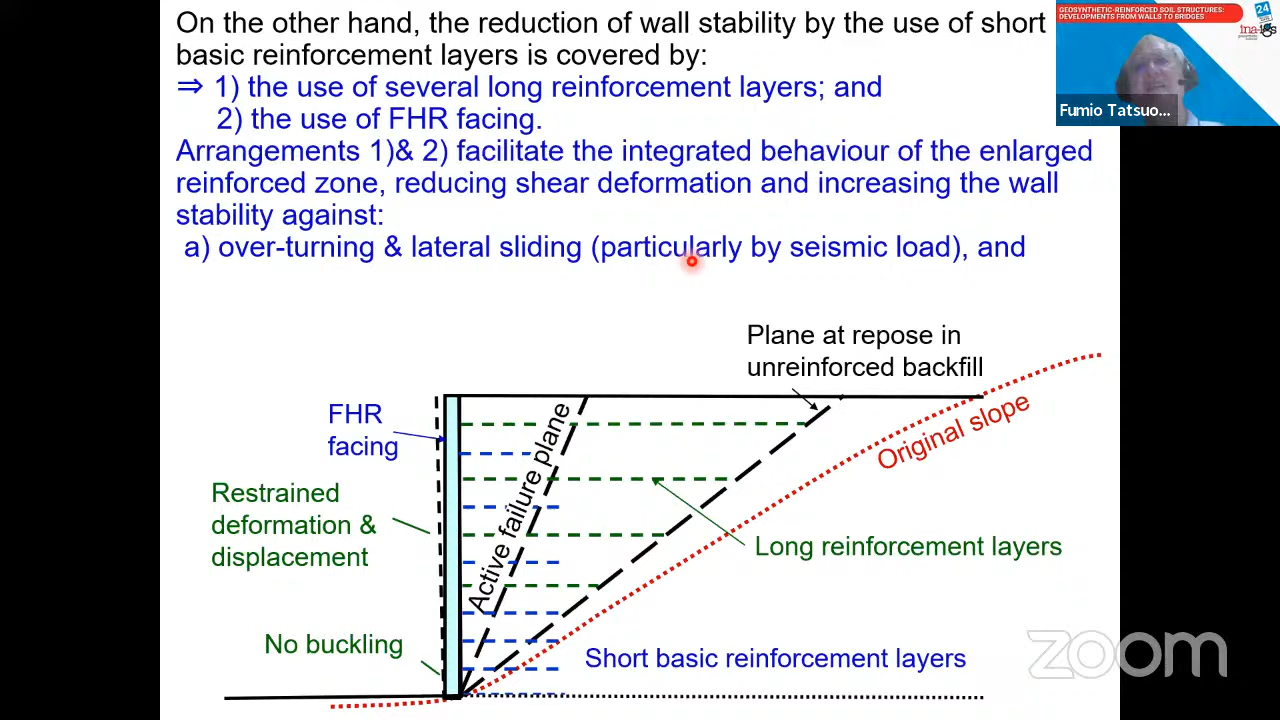 On the other hand, the reduction of wall stability by the use of short
basic reinforcement layers is covered by:
⇒ 1) the use of several long reinforcement layers; and
2) the use of FHR facing.
Arrangements 1)& 2) facilitate the integrated behaviour of the enlarged
reinforced zone, reducing shear deformation and increasing the wall
stability against:
a) over-turning & lateral sliding (particularly by seismic load), and
GEOSYNTHETIC-REINFORCED SOIL STRUCTURES:
DEVELOPMENTS FROM WALLS TO BRIDGES
24
Fumio Tatsuo...
Plane at repose in
unreinforced backfill
FHR
facing
Active failure plane
Original slope
Restrained
deformation &
displacement
Long reinforcement layers
No buckling
Short basic reinforcement layers
zoom